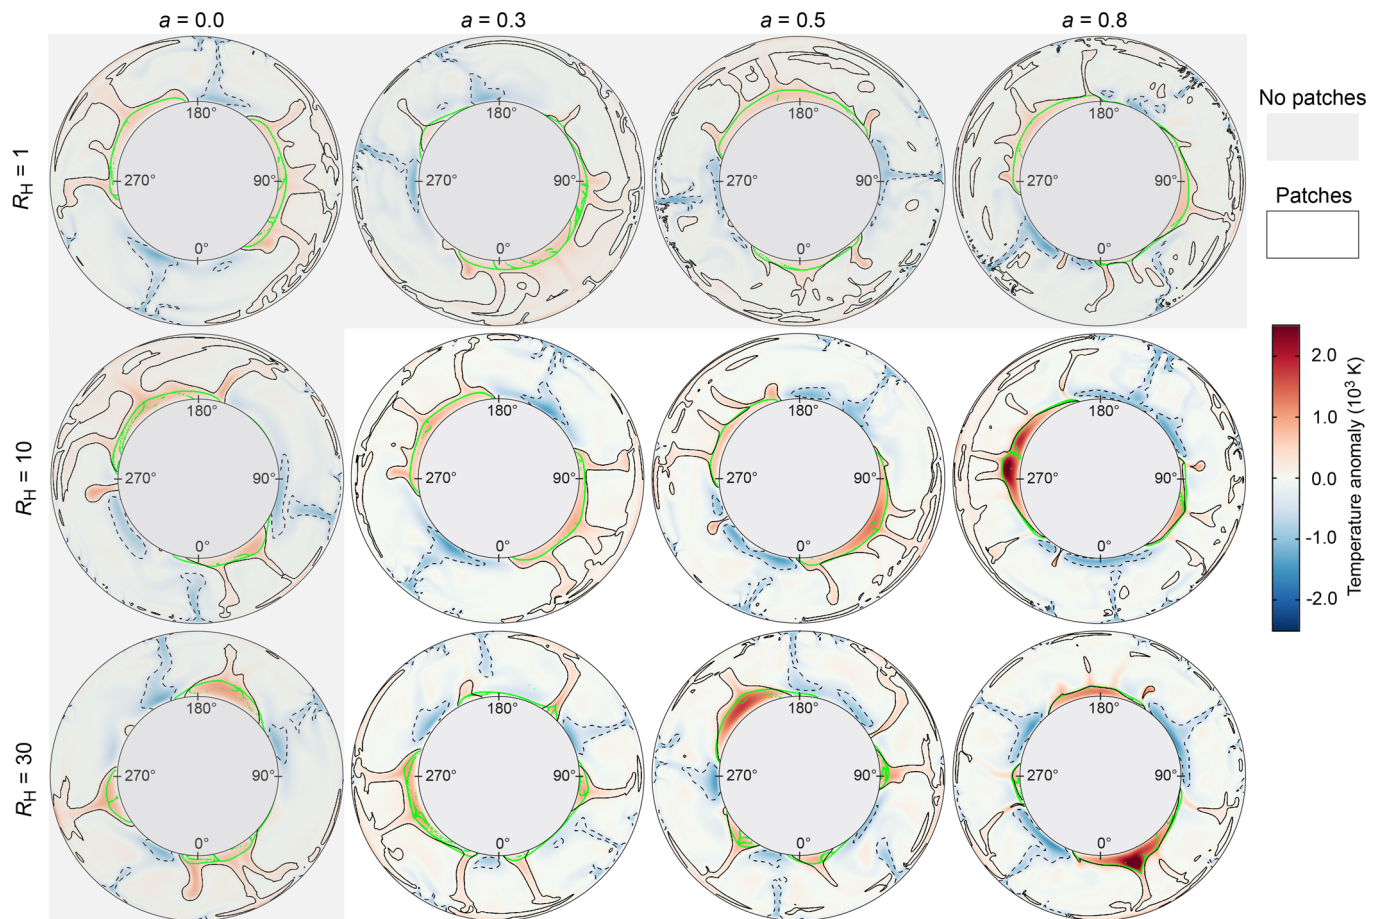 a = 0.0 a = 0.3 a = 0.5 a = 0.8
R_H = 1
180° 270° 90° 0°
180° 270° 90° 0°
180° 270° 90° 0°
180° 270° 90° 0°
No patches
Patches
R_H = 10
180° 270° 90° 0°
180° 270° 90° 0°
180° 270° 90° 0°
180° 270° 90° 0°
2.0
1.0
0.0
-1.0
-2.0
Temperature anomaly (10³ K)
R_H = 30
180° 270° 90° 0°
180° 270° 90° 0°
180° 270° 90° 0°
180° 270° 90° 0°